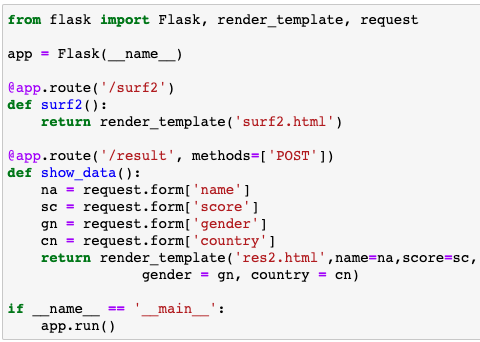 from flask import Flask, render_template, request

app = Flask(__name__)

@app.route('/surf2')
def surf2():
    return render_template('surf2.html')

@app.route('/result', methods=['POST'])
def show_data():
    na = request.form['name']
    sc = request.form['score']
    gn = request.form['gender']
    cn = request.form['country']
    return render_template('res2.html',name=na,score=sc,
                gender = gn, country = cn)

if __name__ == '__main__':
    app.run()